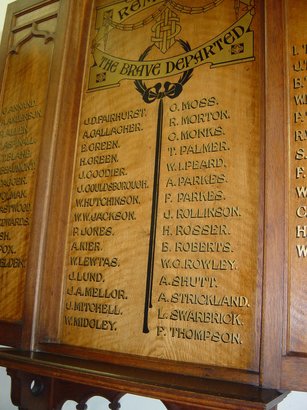 THE BRAVE DEPARTED
J.D. FAIRHURST.
A. GALLACHER.
E. GREEN.
H. GREEN.
J. GOODIER.
J. GOULDSBOROUGH.
W. HUTCHINSON.
W.W. JACKSON.
P. JONES.
A. KIER.
W. LEWTAS.
J. LUND.
J.A. MELLOR.
J. MITCHELL.
W. MIDGLEY.
G. MOSS.
R. MORTON.
C. MONKS.
T. PALMER.
W.I. PEARD.
A. PARKES.
F. PARKES.
J. ROLLINSON.
H. ROSSER.
B. ROBERTS.
W.G. ROWLEY.
A. SHUTT.
A. STRICKLAND.
L. SWARBRICK.
F. THOMPSON.